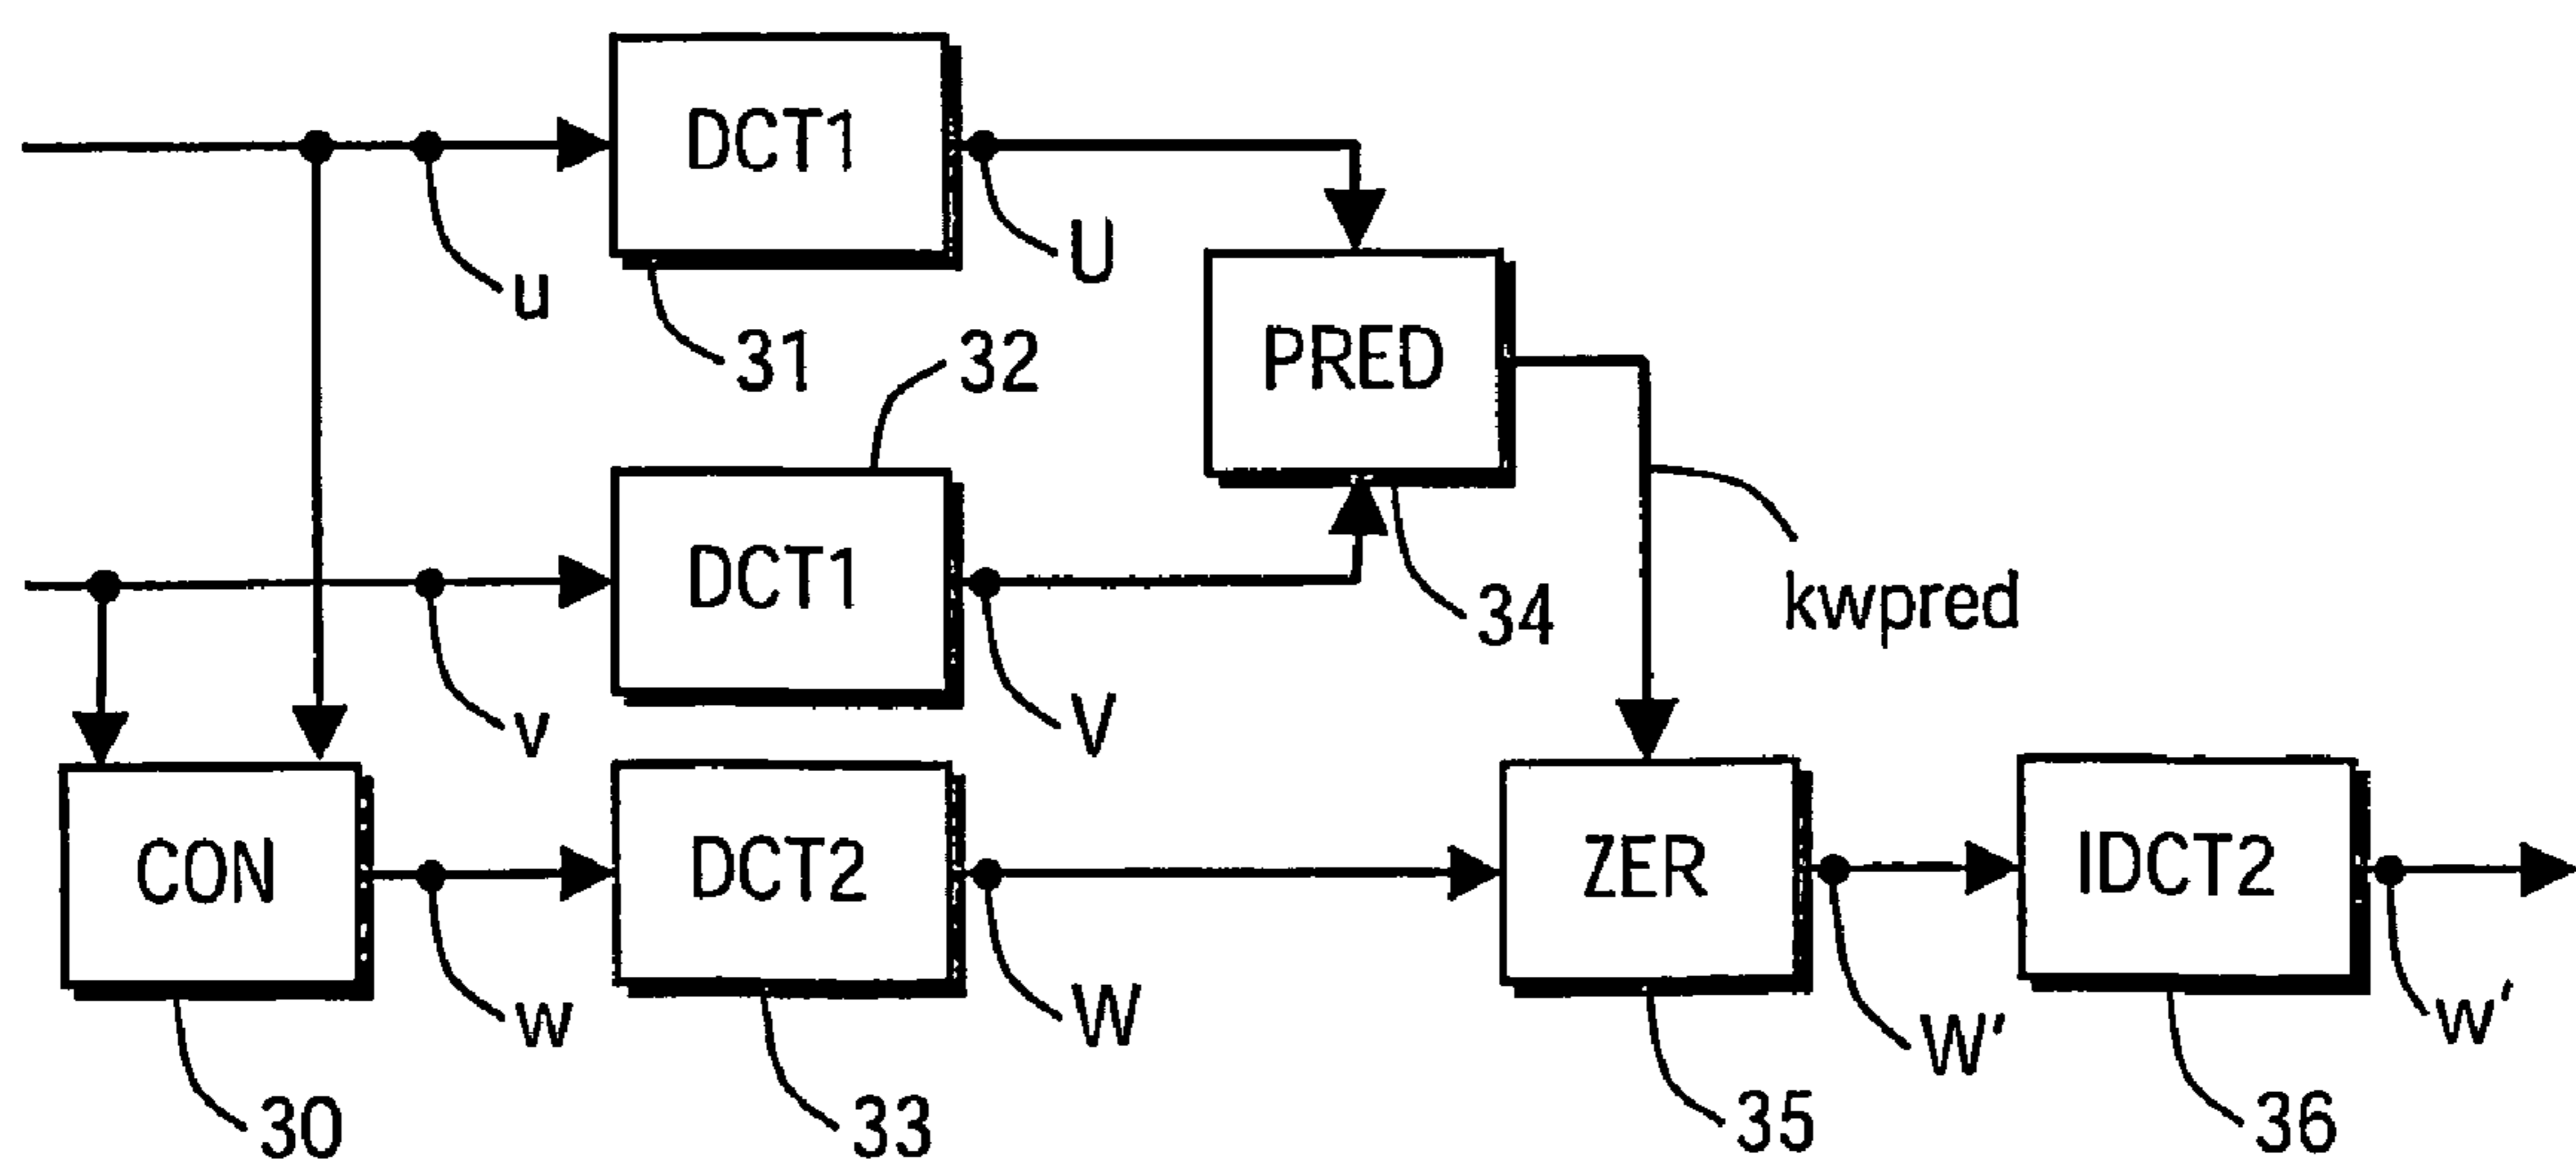 DCT1
U
u
31
32
PRED
DCT1
34
kwpred
v
V
CON
w
DCT2
W
ZER
W'
IDCT2
w'
30
33
35
36